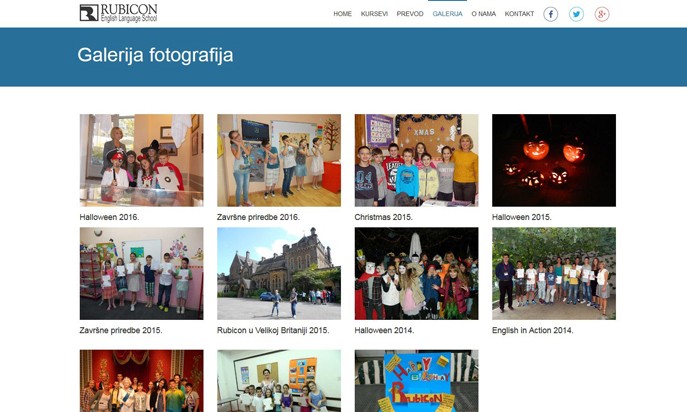 RUBICON
English Language School
HOME KURSEVI PREVOD GALERIJA O NAMA KONTAKT
Galerija fotografija
XMAS
Halloween 2016.
Završne priredbe 2016.
Christmas 2015.
Halloween 2015.
Završne priredbe 2015.
Rubicon u Velikoj Britaniji 2015.
Halloween 2014.
English in Action 2014.
HAPPY
RUBICON